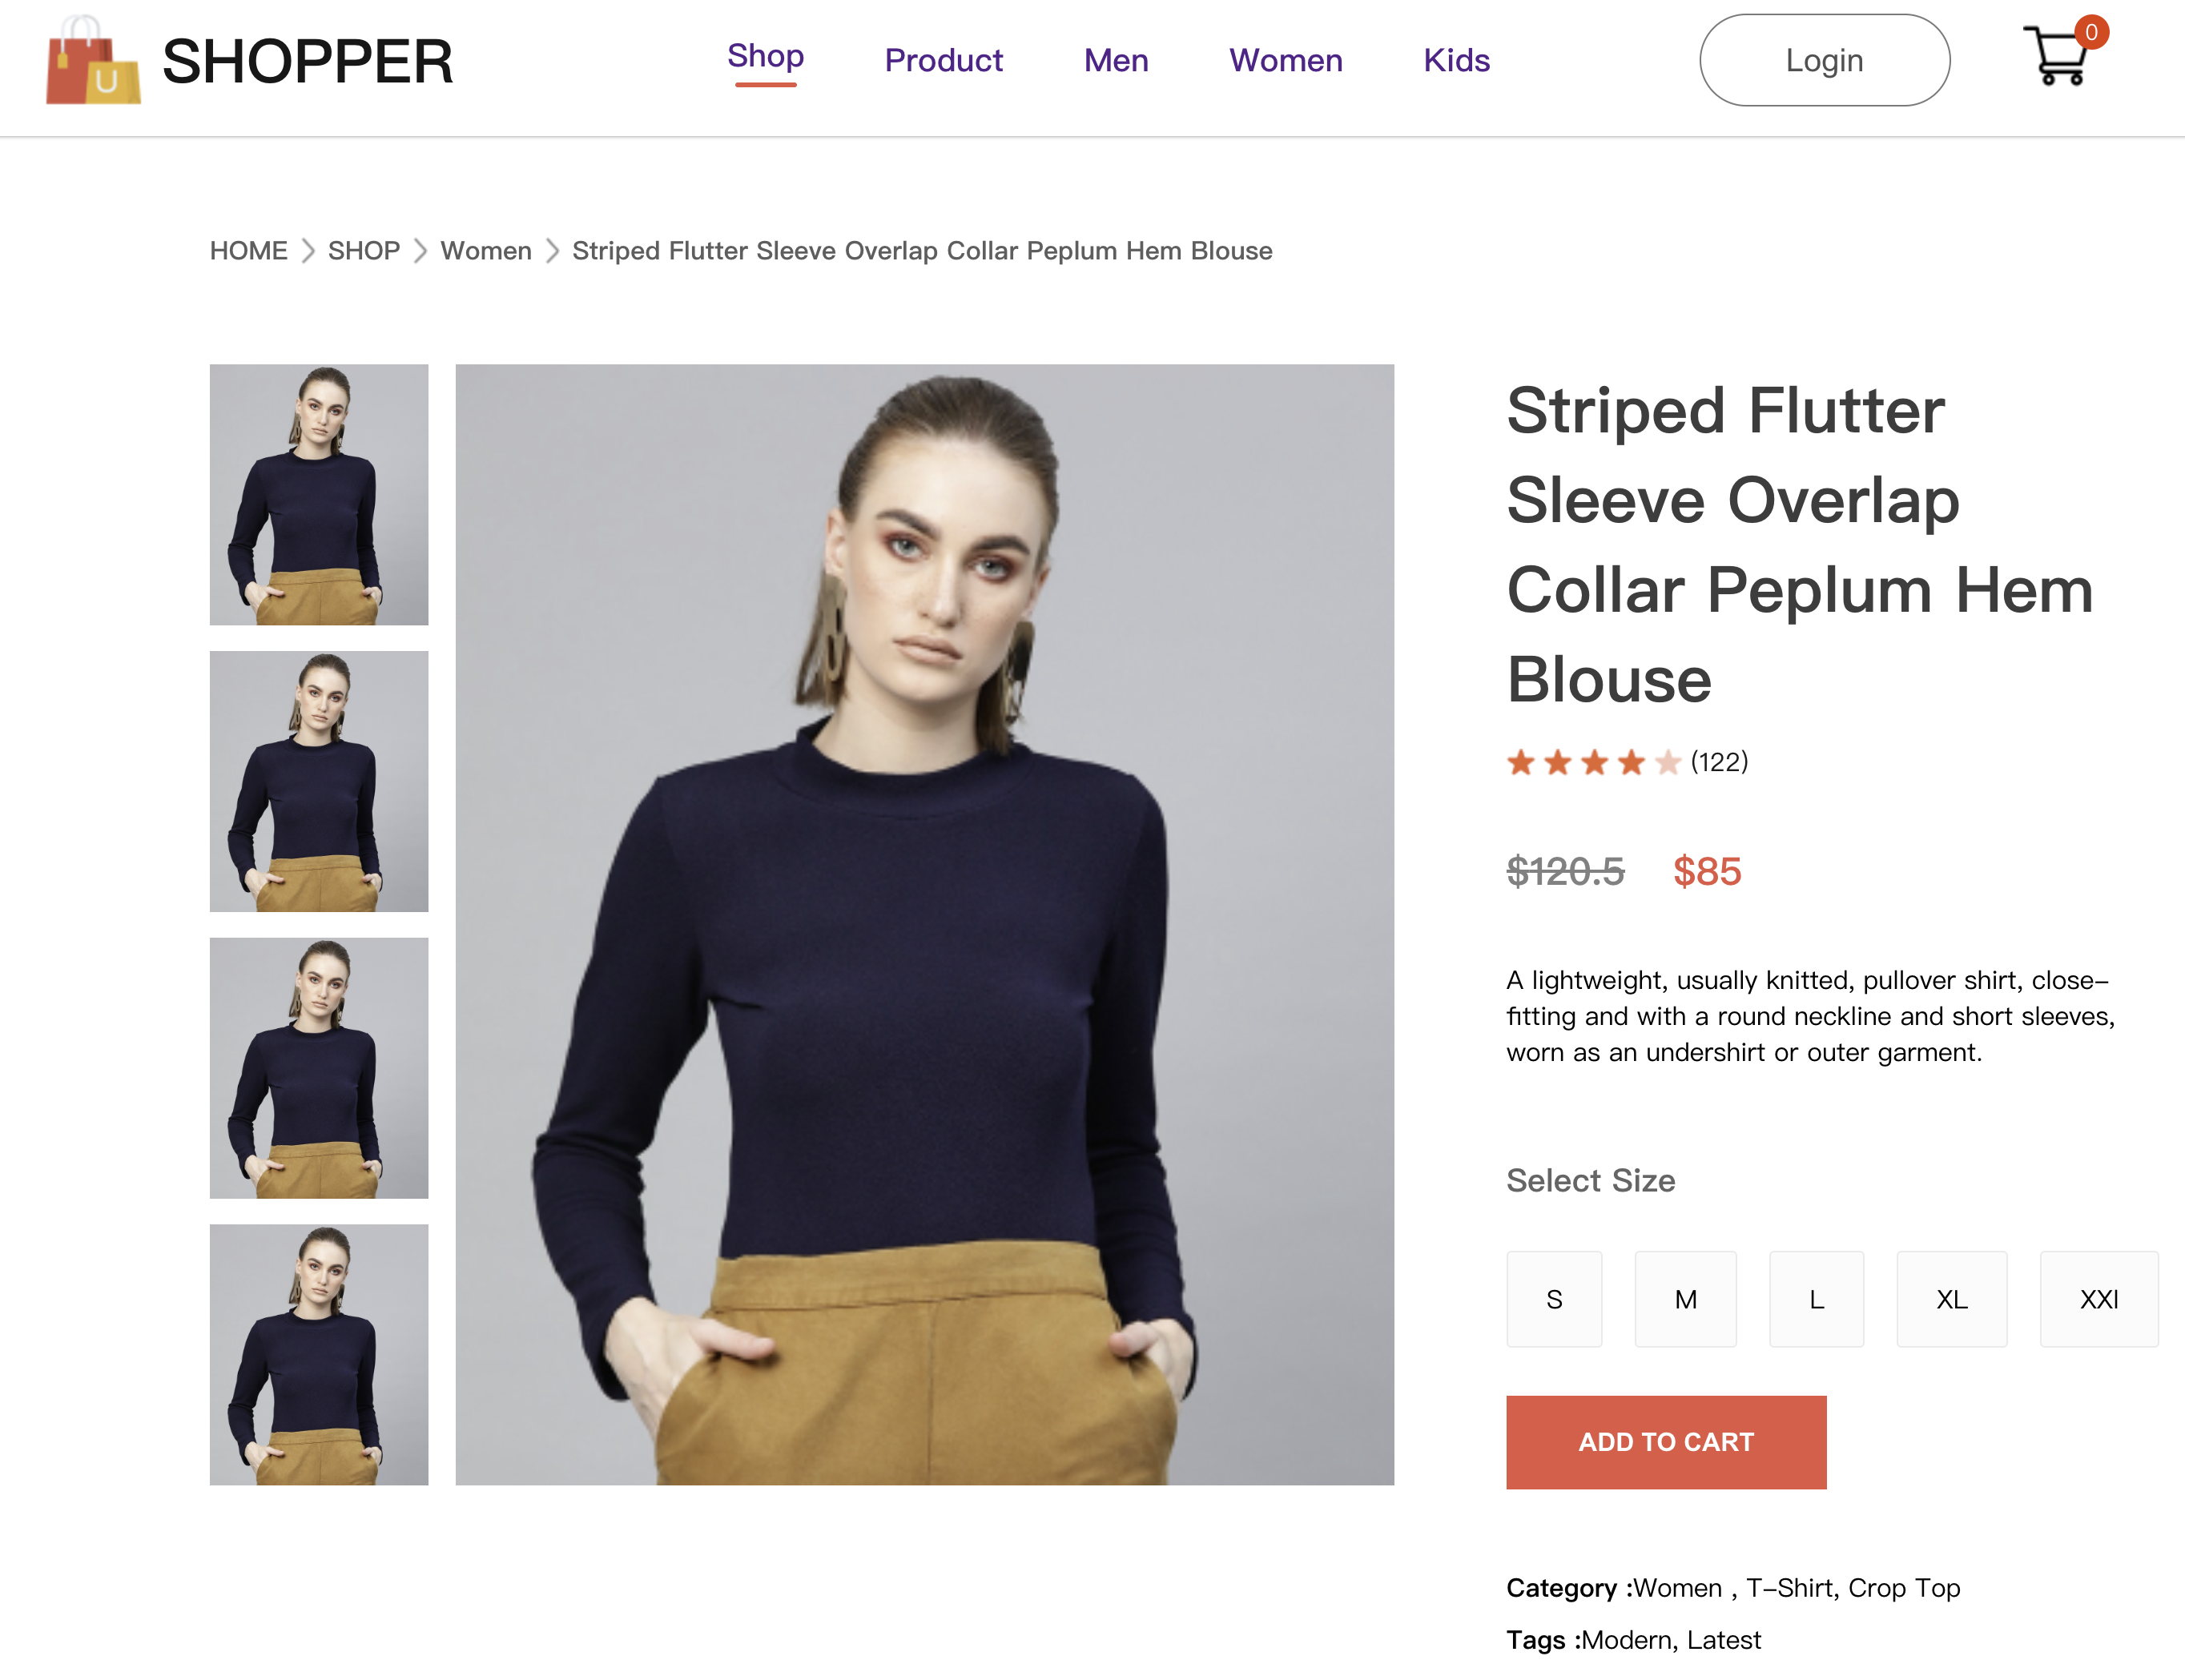 SHOPPER
Shop
Product
Men
Women
Kids
Login
0
U
HOME
SHOP
Women
Striped Flutter Sleeve Overlap Collar Peplum Hem Blouse
Striped Flutter
Sleeve Overlap
Collar Peplum Hem
Blouse
(122)
$120.5
$85
A lightweight, usually knitted, pullover shirt, close-
fitting and with a round neckline and short sleeves,
worn as an undershirt or outer garment.
Select Size
S
M
L
XL
XXl
ADD TO CART
Category :Women , T-Shirt, Crop Top
Tags :Modern, Latest